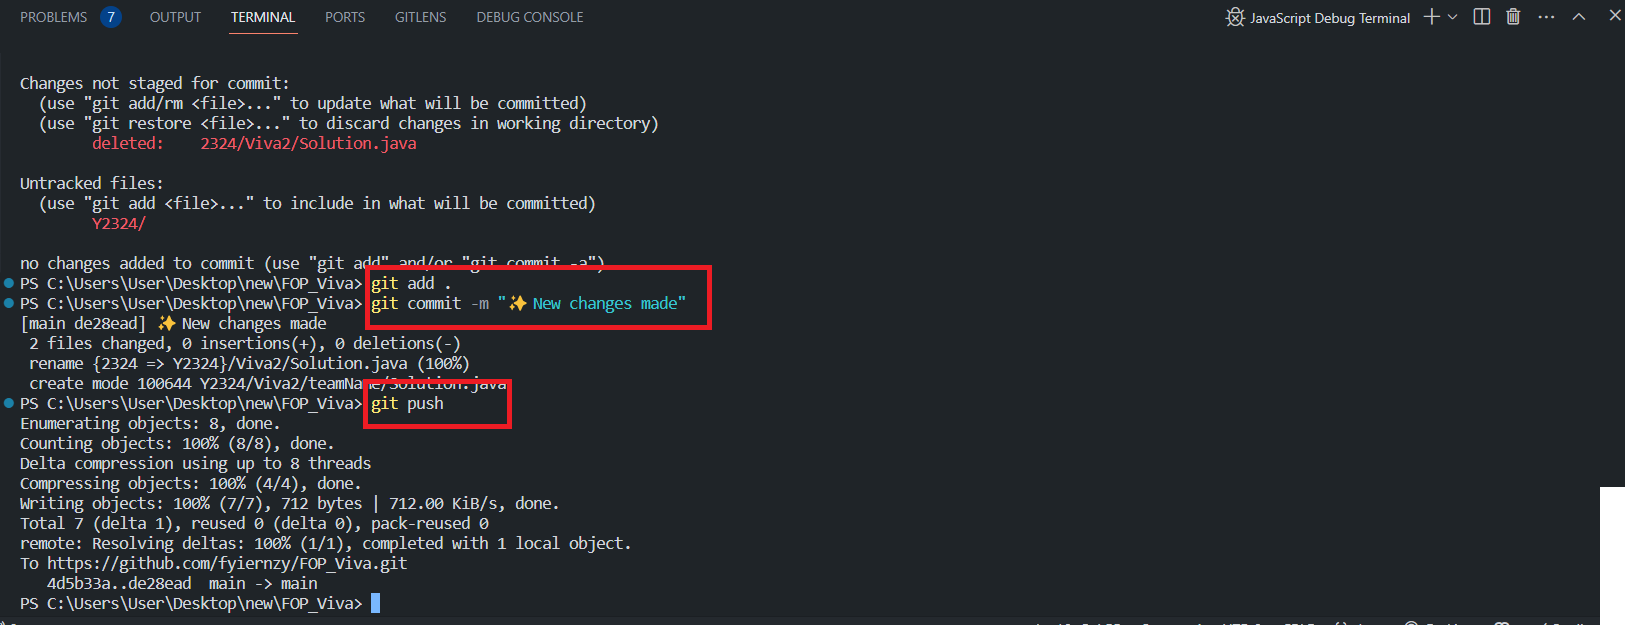 PROBLEMS 7 OUTPUT TERMINAL PORTS GITLENS DEBUG CONSOLE JavaScript Debug Terminal
Changes not staged for commit:
(use "git add/rm <file>..." to update what will be committed)
(use "git restore <file>..." to discard changes in working directory)
deleted: 2324/Viva2/Solution.java
Untracked files:
(use "git add <file>..." to include in what will be committed)
Y2324/
no changes added to commit (use "git add" and/or "git commit -a")
PS C:\Users\User\Desktop\new\FOP_Viva> git add .
PS C:\Users\User\Desktop\new\FOP_Viva> git commit -m "✨ New changes made"
[main de28ead] ✨ New changes made
2 files changed, 0 insertions(+), 0 deletions(-)
rename {2324 => Y2324}/Viva2/Solution.java (100%)
create mode 100644 Y2324/Viva2/teamName/Solution.java
PS C:\Users\User\Desktop\new\FOP_Viva> git push
Enumerating objects: 8, done.
Counting objects: 100% (8/8), done.
Delta compression using up to 8 threads
Compressing objects: 100% (4/4), done.
Writing objects: 100% (7/7), 712 bytes | 712.00 KiB/s, done.
Total 7 (delta 1), reused 0 (delta 0), pack-reused 0
remote: Resolving deltas: 100% (1/1), completed with 1 local object.
To https://github.com/fyiernzy/FOP_Viva.git
4d5b33a..de28ead main -> main
PS C:\Users\User\Desktop\new\FOP_Viva>